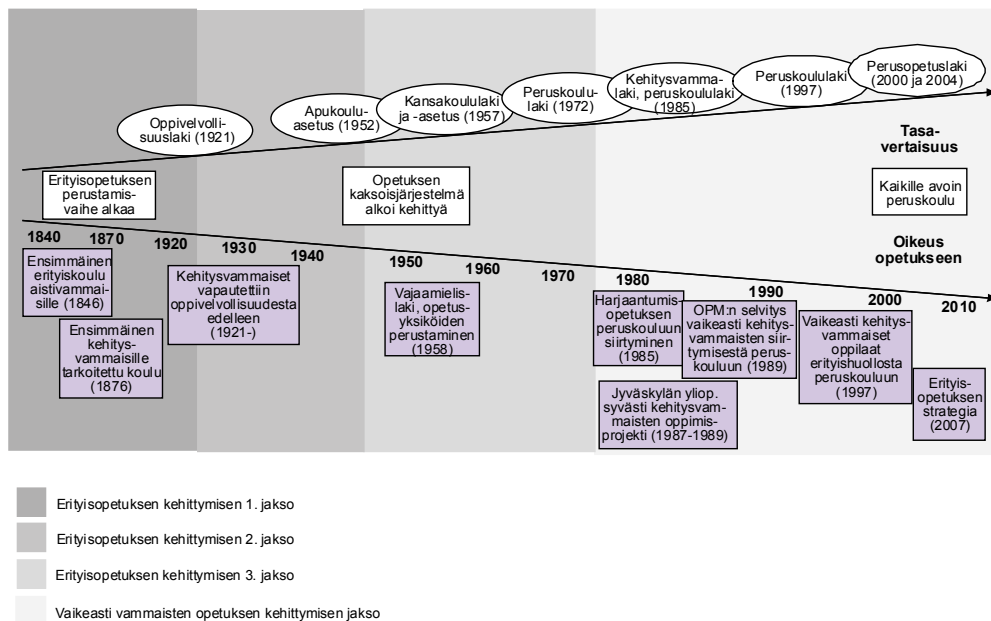 Oppivelvolli-
suuslaki (1921)
Apukoulu-
asetus (1952)
Kansakoululaki
ja -asetus (1957)
Peruskoulu-
laki (1972)
Kehitysvamma-
laki, peruskoululaki
(1985)
Peruskoululaki
(1997)
Perusopetuslaki
(2000 ja 2004)
Tasa-
vertaisuus
Erityisopetuksen
perustamis-
vaihe alkaa
Opetuksen
kaksoisjärjestelmä
alkoi kehittyä
Kaikille avoin
peruskoulu
Oikeus
opetukseen
1840
1870
1920
1930
1940
1950
1960
1970
1980
1990
2000
2010
Ensimmäinen
erityiskoulu
aistivammai-
sille (1846)
Ensimmäinen
kehitys-
vammaisille
tarkoitettu koulu
(1876)
Kehitysvammaiset
vapautettiin
oppivelvollisuudesta
edelleen
(1921-)
Vajaamielis-
laki, opetus-
yksiköiden
perustaminen
(1958)
Harjaantumis-
opetuksen
peruskouluun
siirtyminen
(1985)
OPM:n selvitys
vaikeasti kehitys-
vammaisten siir-
tymisestä perus-
kouluun (1989)
Jyväskylän yliop.
syvästi kehitysvam-
maisten oppimis-
projekti (1987-1989)
Vaikeasti kehitys-
vammaiset
oppilaat
erityishuollosta
peruskouluun
(1997)
Erityis-
opetuksen
strategia
(2007)
Erityisopetuksen kehittymisen 1. jakso
Erityisopetuksen kehittymisen 2. jakso
Erityisopetuksen kehittymisen 3. jakso
Vaikeasti vammaisten opetuksen kehittymisen jakso